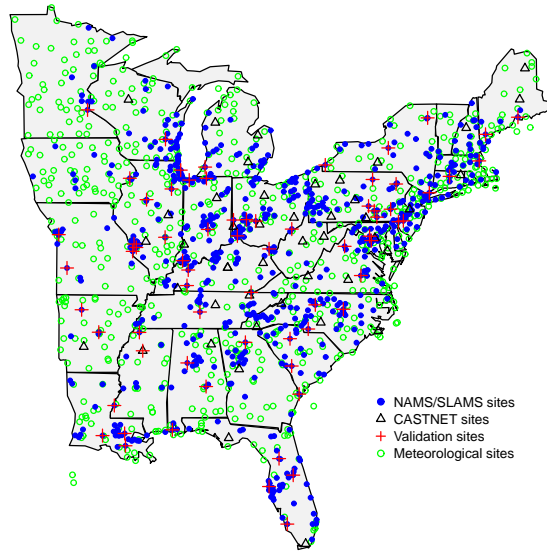 NAMS/SLAMS sites
CASTNET sites
Validation sites
Meteorological sites